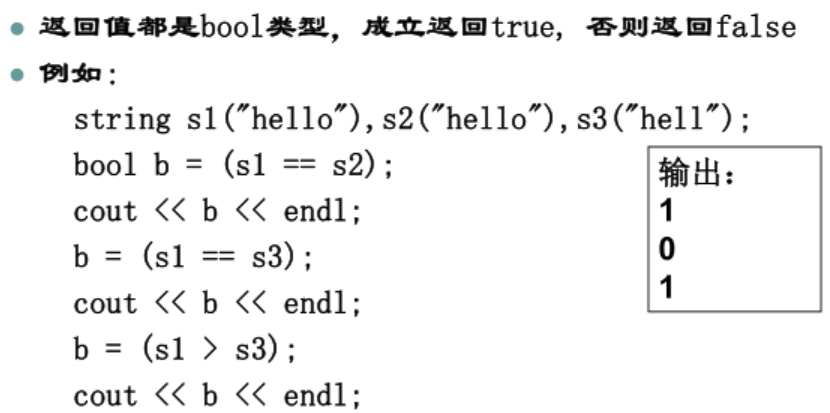 ● 返回值都是bool类型，成立返回true, 否则返回false
● 例如:
string s1("hello"),s2("hello"),s3("hell");
bool b = (s1 == s2);
cout << b << endl;
b = (s1 == s3);
cout << b << endl;
b = (s1 > s3);
cout << b << endl;
输出:
1
0
1